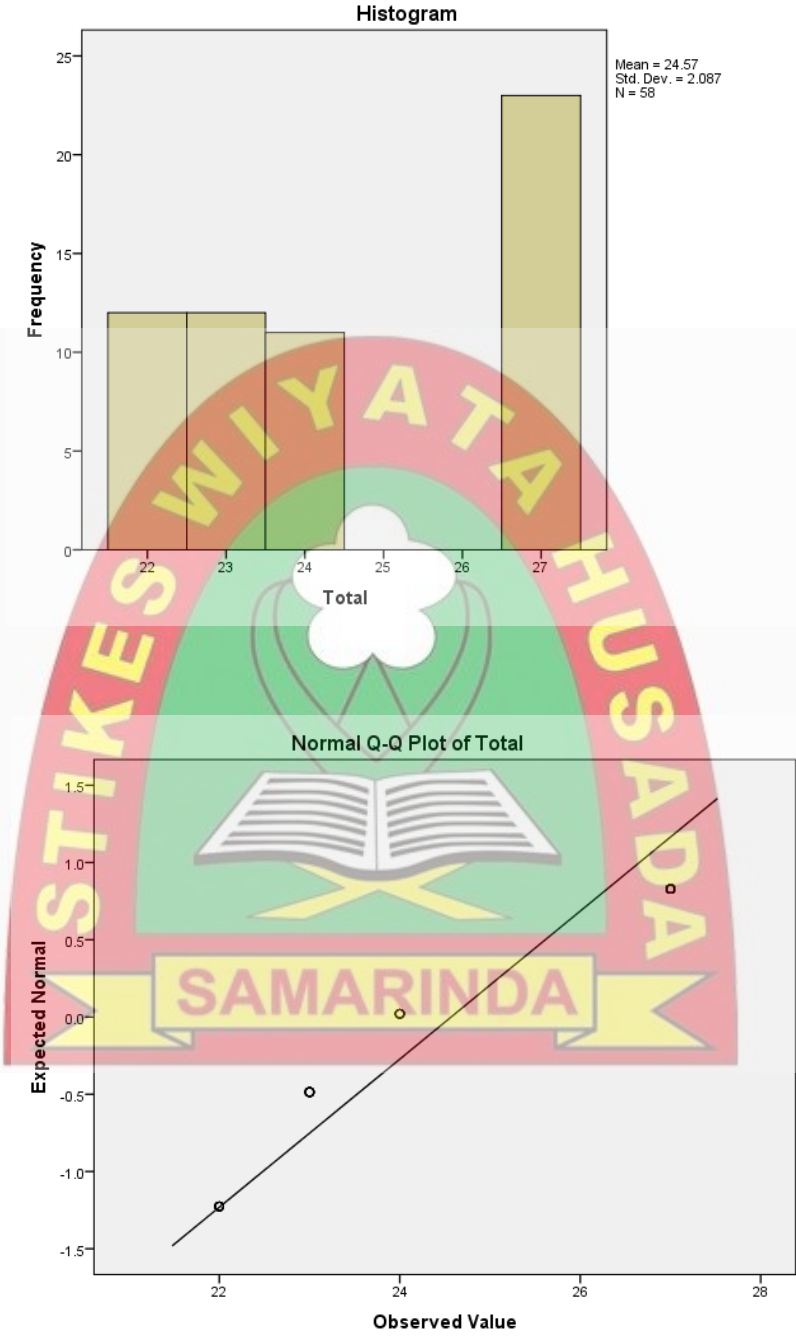 Histogram
Mean = 24.57
Std. Dev. = 2.087
N = 58
Frequency
25
20
15
10
5
0
22 23 24 25 26 27
Total
STIKES WIYATA HUSADA
SAMARINDA
Normal Q-Q Plot of Total
Expected Normal
1.5
1.0
0.5
0.0
-0.5
-1.0
-1.5
22 24 26 28
Observed Value